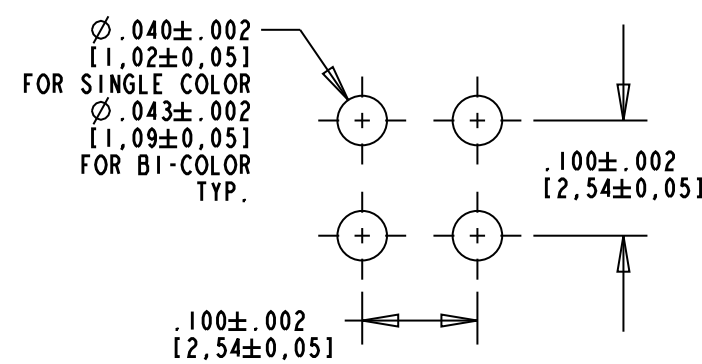 Ø.040±.002
[1,02±0,05]
FOR SINGLE COLOR
Ø.043±.002
[1,09±0,05]
FOR BI-COLOR
TYP.
.100±.002
[2,54±0,05]
.100±.002
[2,54±0,05]